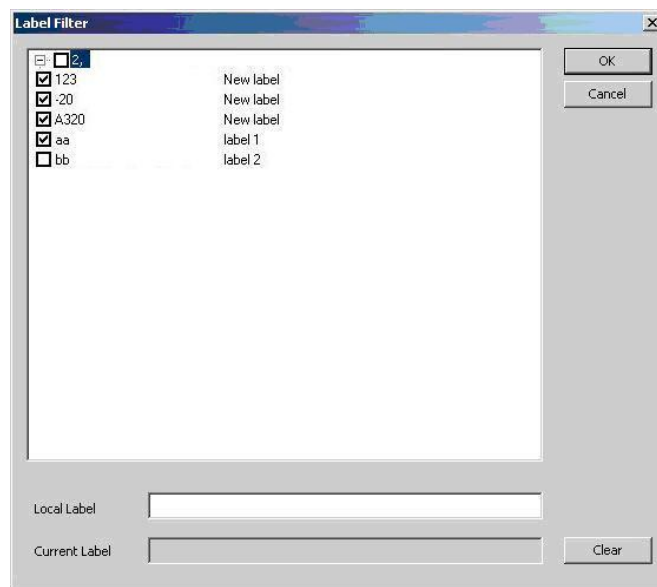 Label Filter
2,
123 New label
-20 New label
A320 New label
aa label 1
bb label 2
OK
Cancel
Local Label
Current Label
Clear